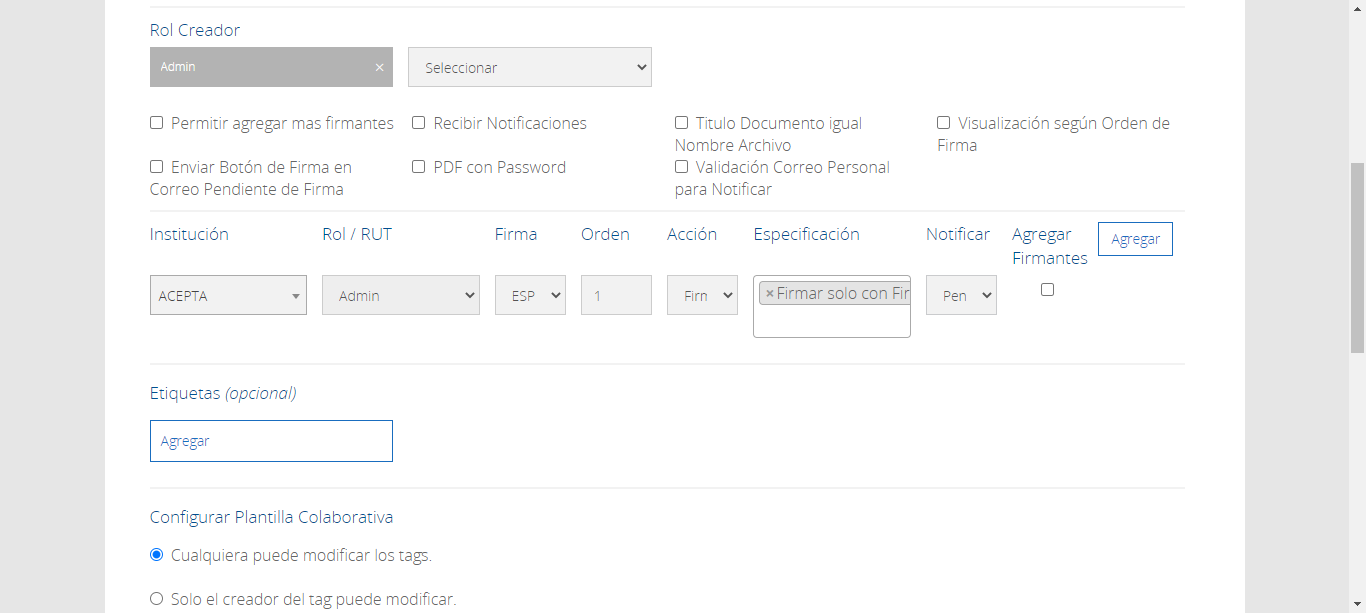 Rol Creador
Admin × Seleccionar
Permitir agregar mas firmantes Recibir Notificaciones Titulo Documento igual Nombre Archivo Visualización según Orden de Firma
Enviar Botón de Firma en Correo Pendiente de Firma PDF con Password Validación Correo Personal para Notificar
Institución Rol / RUT Firma Orden Acción Especificación Notificar Agregar Firmantes Agregar
ACEPTA Admin ESP 1 Firn ×Firmar solo con Fir Pen
Etiquetas (opcional)
Agregar
Configurar Plantilla Colaborativa
Cualquiera puede modificar los tags.
Solo el creador del tag puede modificar.